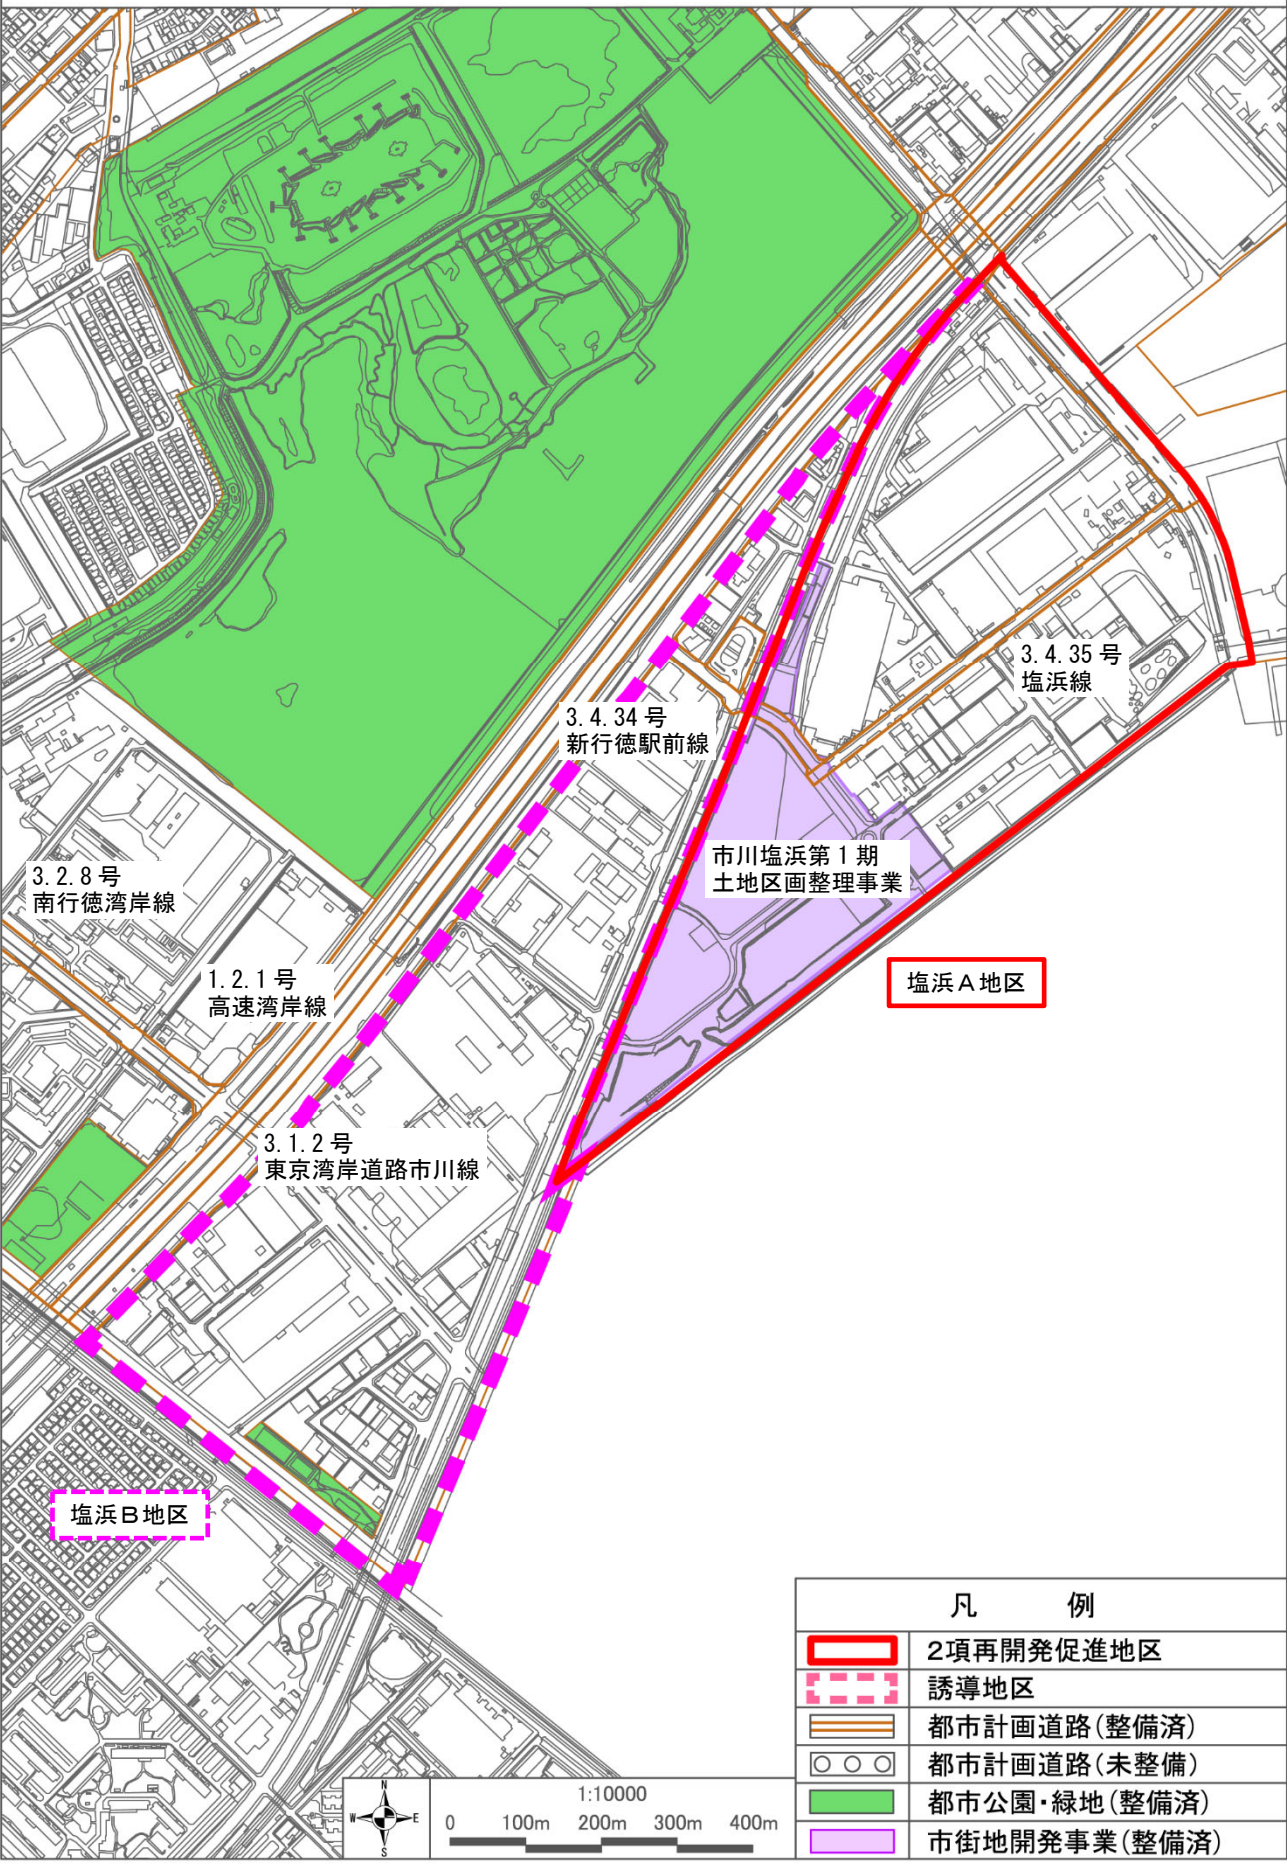 3.4.35号
塩浜線
3.4.34号
新行徳駅前線
市川塩浜第1期
土地区画整理事業
3.2.8号
南行徳湾岸線
1.2.1号
高速湾岸線
塩浜A地区
3.1.2号
東京湾岸道路市川線
塩浜B地区
凡 例
2項再開発促進地区
誘導地区
都市計画道路(整備済)
都市計画道路(未整備)
都市公園・緑地(整備済)
市街地開発事業(整備済)
N
W E
S
1:10000
0 100m 200m 300m 400m